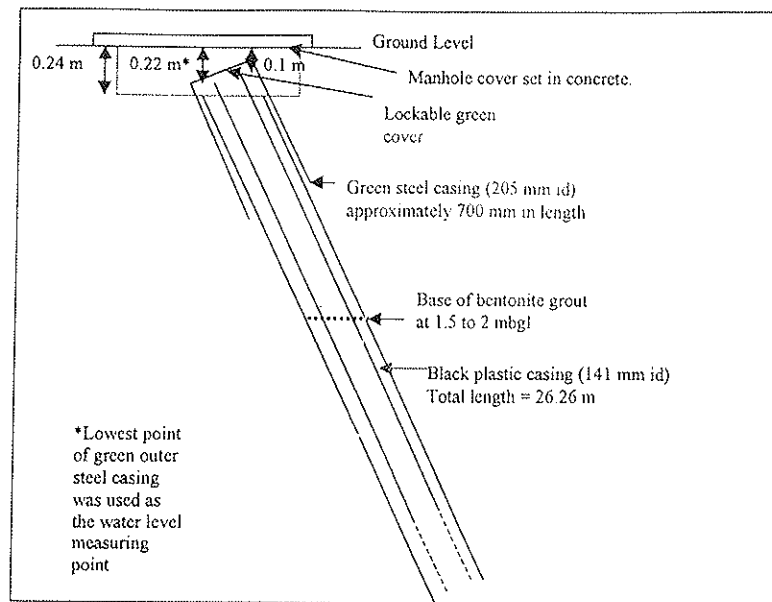 Ground Level
0.24 m
0.22 m*
0.1 m
Manhole cover set in concrete.
Lockable green
cover
Green steel casing (205 mm id)
approximately 700 mm in length
Base of bentonite grout
at 1.5 to 2 mbgl
Black plastic casing (141 mm id)
Total length = 26.26 m
*Lowest point
of green outer
steel casing
was used as
the water level
measuring
point